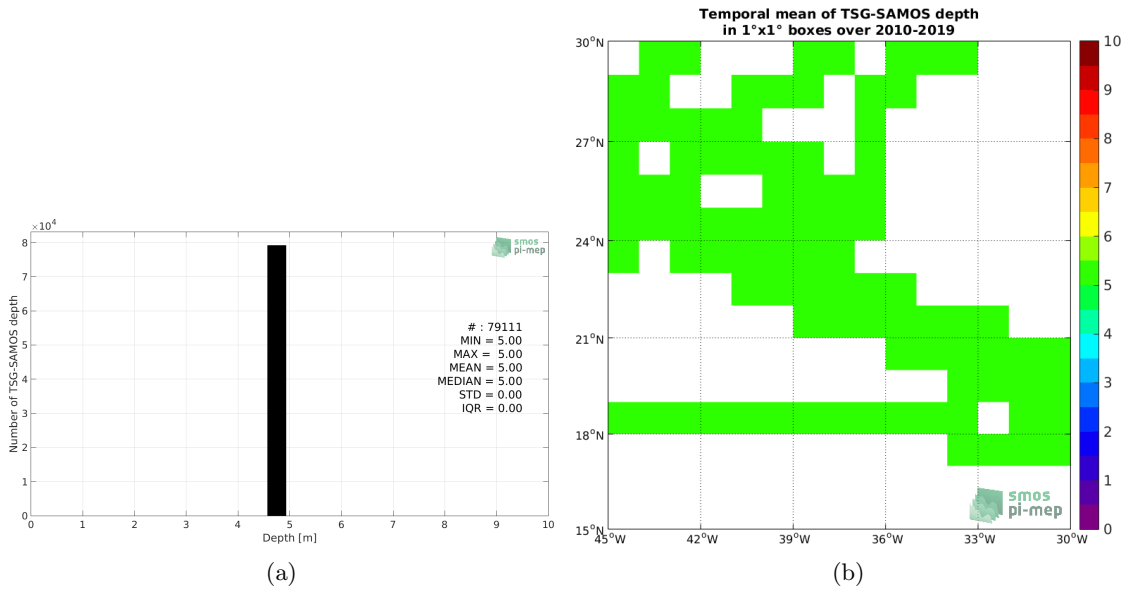 ×10⁴
8
7
6
5
4
3
2
1
0
Number of TSG-SAMOS depth
smos
pi-mep
# : 79111
MIN = 5.00
MAX = 5.00
MEAN = 5.00
MEDIAN = 5.00
STD = 0.00
IQR = 0.00
0 1 2 3 4 5 6 7 8 9 10
Depth [m]
(a)
Temporal mean of TSG-SAMOS depth
in 1°x1° boxes over 2010-2019
30°N
27°N
24°N
21°N
18°N
15°N
45°W 42°W 39°W 36°W 33°W 30°W
smos
pi-mep
10
9
8
7
6
5
4
3
2
1
0
(b)